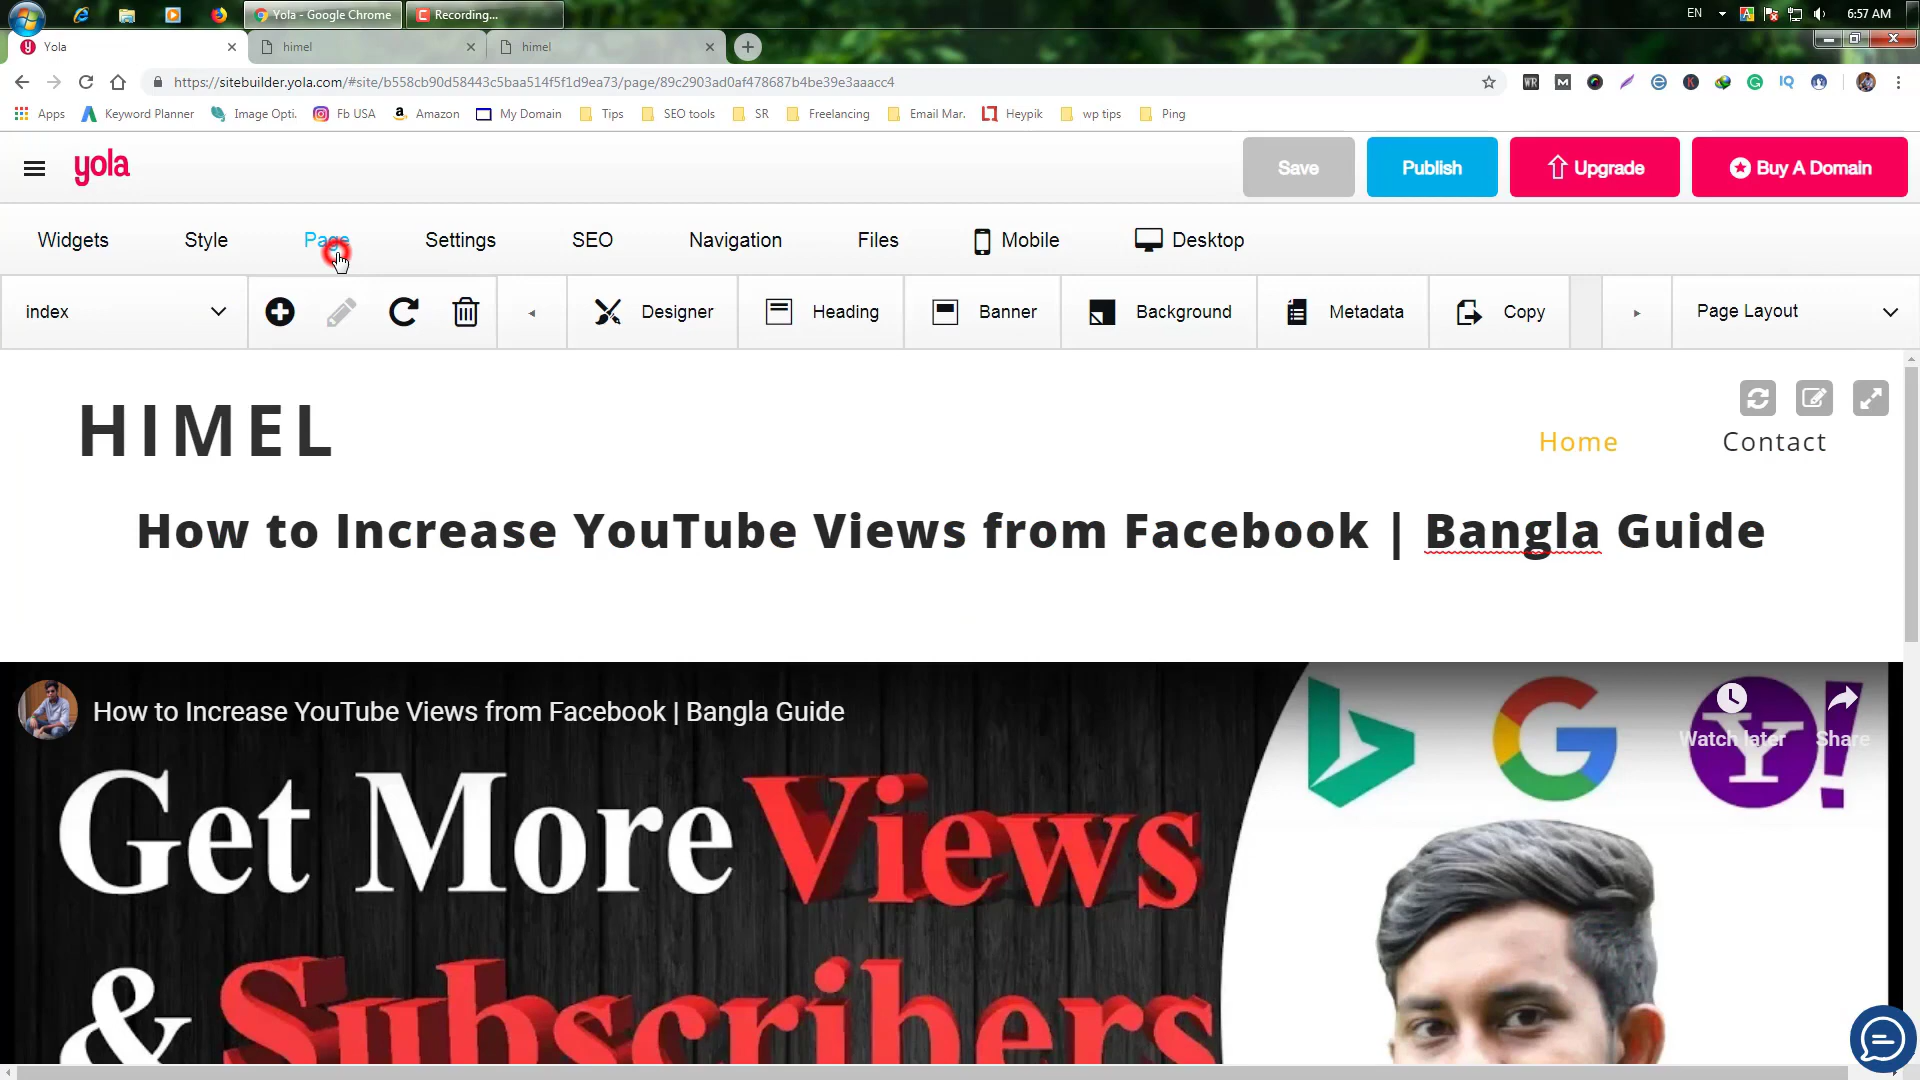 Yola - Google Chrome
Recording...
EN
6:57 AM
Yola
himel
himel
https://sitebuilder.yola.com/#site/b558cb90d58443c5baa514f5f1d9ea73/page/89c2903ad0af478687b4be39e3aaacc4
Apps
Keyword Planner
Image Opti.
Fb USA
Amazon
My Domain
Tips
SEO tools
SR
Freelancing
Email Mar.
Heypik
wp tips
Ping
yola
Save
Publish
Upgrade
Buy A Domain
Widgets
Style
Page
Settings
SEO
Navigation
Files
Mobile
Desktop
index
Designer
Heading
Banner
Background
Metadata
Copy
Page Layout
HIMEL
Home
Contact
How to Increase YouTube Views from Facebook | Bangla Guide
How to Increase YouTube Views from Facebook | Bangla Guide
Watch later
Share
Get More Views
& Subscribers